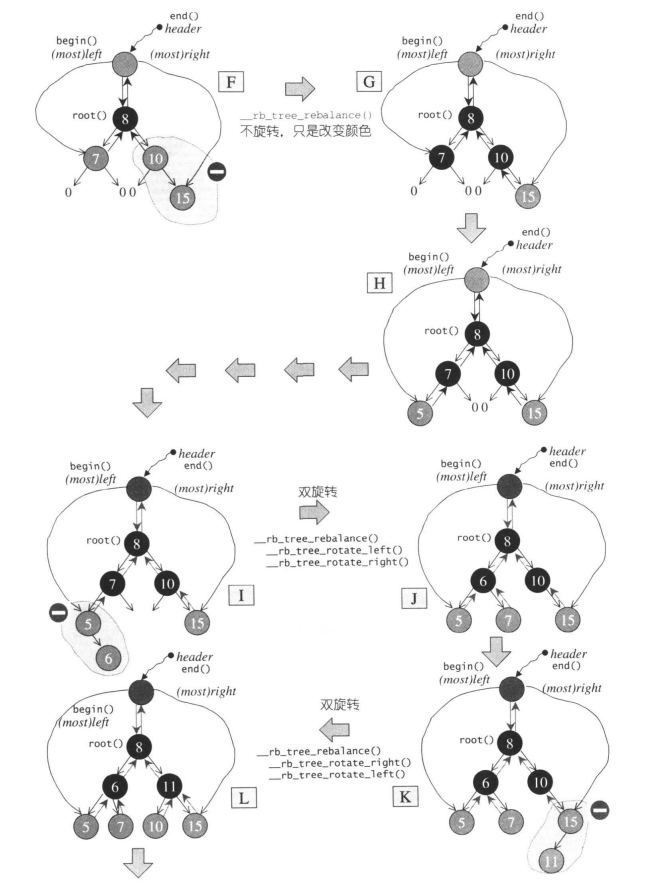 end()
header
begin()
(most)left
(most)right
F
root()
8
7
10
0
0 0
15
__rb_tree_rebalance()
不旋转，只是改变颜色
end()
header
begin()
(most)left
(most)right
G
root()
8
7
10
0
0 0
15
end()
header
begin()
(most)left
(most)right
H
root()
8
7
10
5
0 0
15
header
end()
begin()
(most)left
(most)right
root()
8
7
10
I
5
15
6
双旋转
__rb_tree_rebalance()
__rb_tree_rotate_left()
__rb_tree_rotate_right()
header
end()
begin()
(most)left
(most)right
root()
8
6
10
J
5
7
15
header
end()
(most)right
begin()
(most)left
root()
8
6
11
L
5
7
10
15
双旋转
__rb_tree_rebalance()
__rb_tree_rotate_right()
__rb_tree_rotate_left()
header
end()
begin()
(most)left
(most)right
root()
8
6
10
K
5
7
15
11